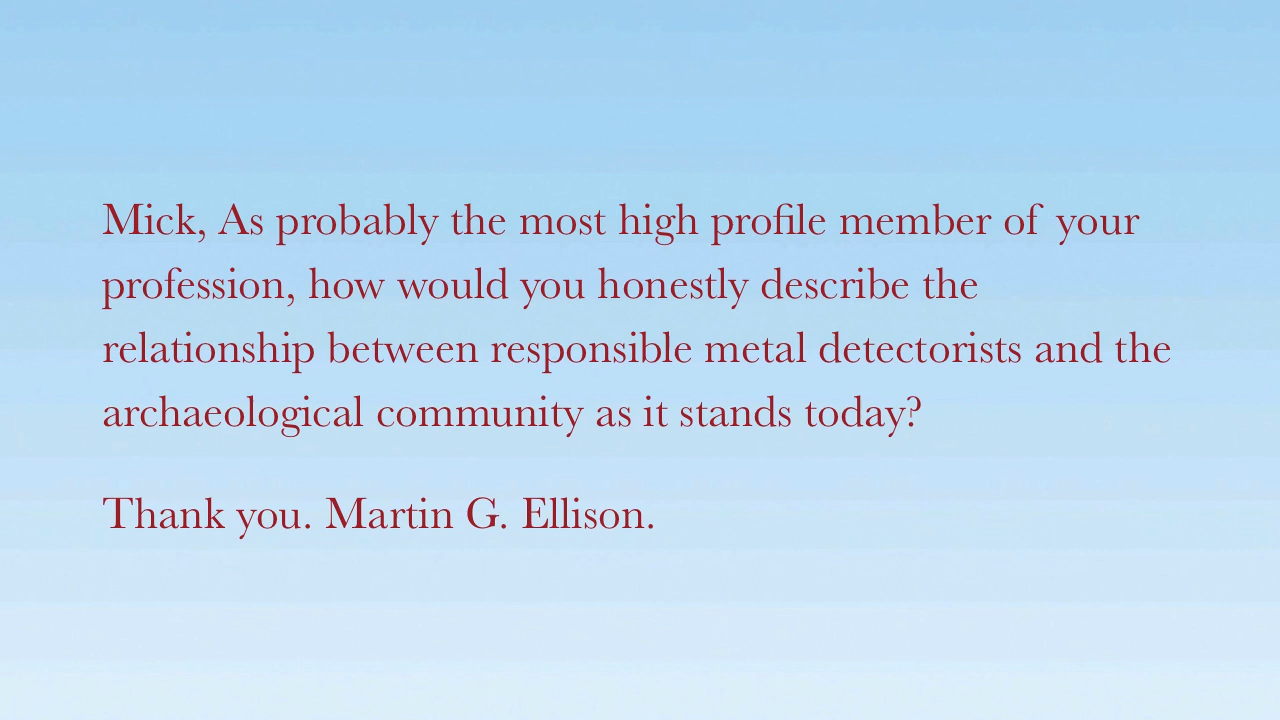 Mick, As probably the most high profile member of your
profession, how would you honestly describe the
relationship between responsible metal detectorists and the
archaeological community as it stands today?
Thank you. Martin G. Ellison.